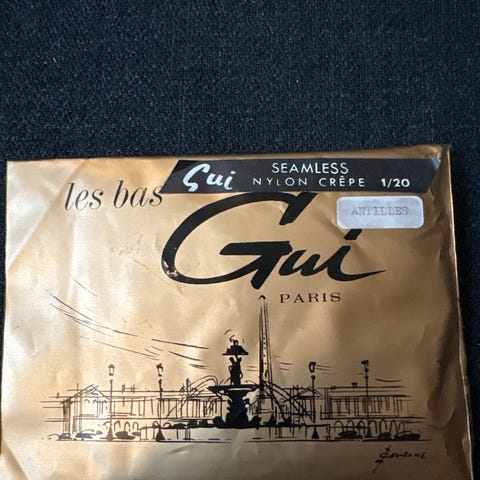 Gui SEAMLESS
NYLON CRÊPE 1/20
les bas
ANTILLES
Gui
PARIS